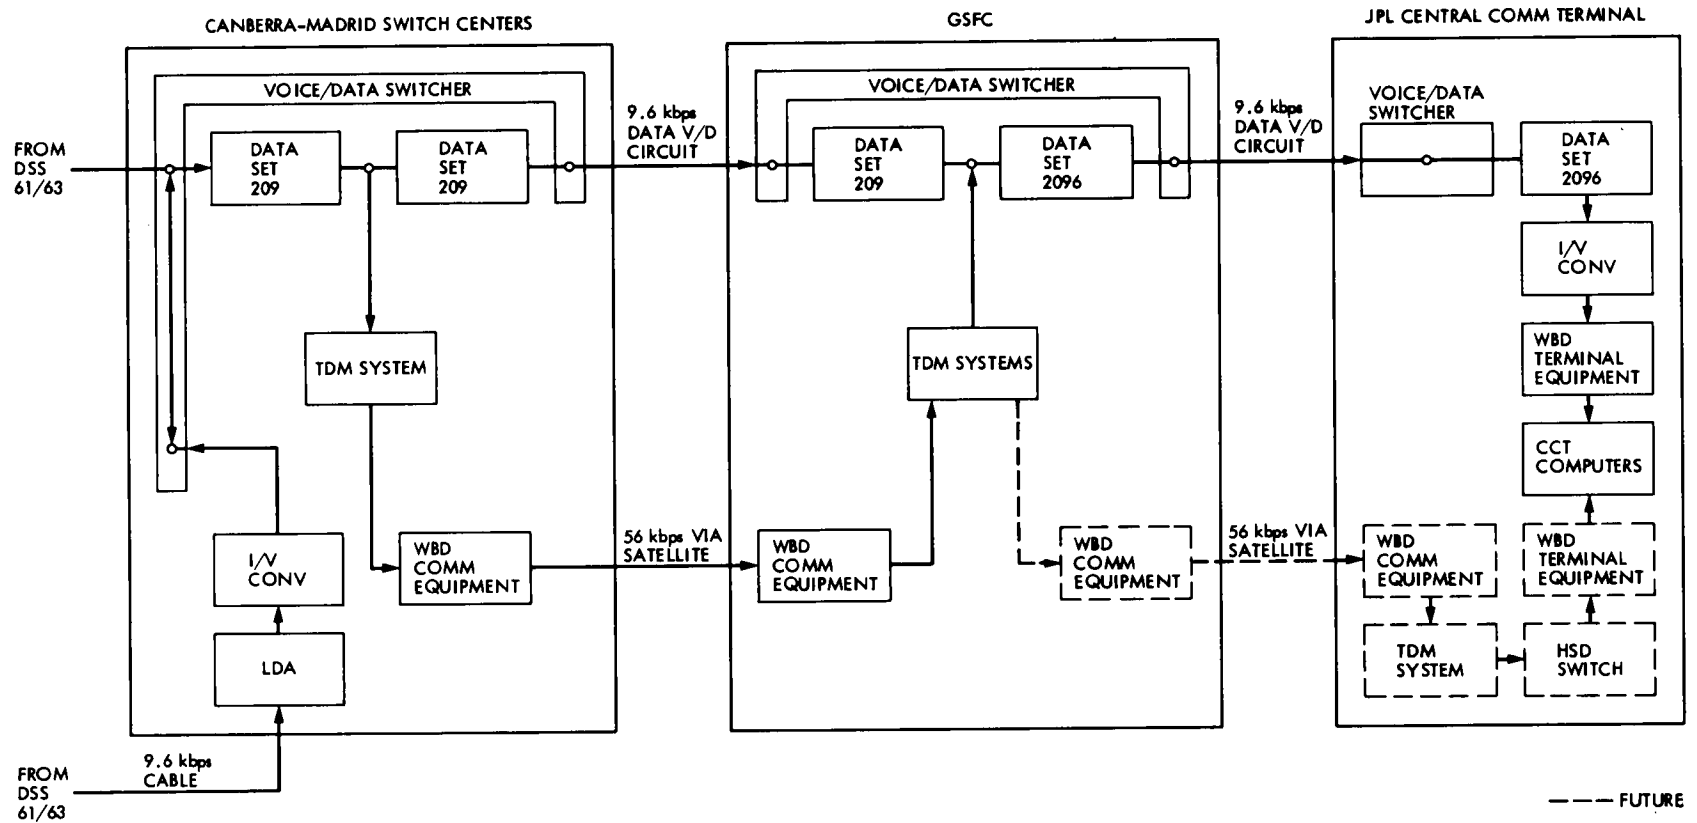 CANBERRA-MADRID SWITCH CENTERS
GSFC
JPL CENTRAL COMM TERMINAL
VOICE/DATA SWITCHER
VOICE/DATA SWITCHER
VOICE/DATA
SWITCHER
FROM
DSS
61/63
DATA
SET
209
DATA
SET
209
9.6 kbps
DATA V/D
CIRCUIT
DATA
SET
209
DATA
SET
2096
9.6 kbps
DATA V/D
CIRCUIT
DATA
SET
2096
I/V
CONV
TDM SYSTEM
TDM SYSTEMS
WBD
TERMINAL
EQUIPMENT
CCT
COMPUTERS
I/V
CONV
WBD
COMM
EQUIPMENT
56 kbps VIA
SATELLITE
WBD
COMM
EQUIPMENT
WBD
COMM
EQUIPMENT
56 kbps VIA
SATELLITE
WBD
COMM
EQUIPMENT
WBD
TERMINAL
EQUIPMENT
LDA
TDM
SYSTEM
HSD
SWITCH
FROM
DSS
61/63
9.6 kbps
CABLE
FUTURE